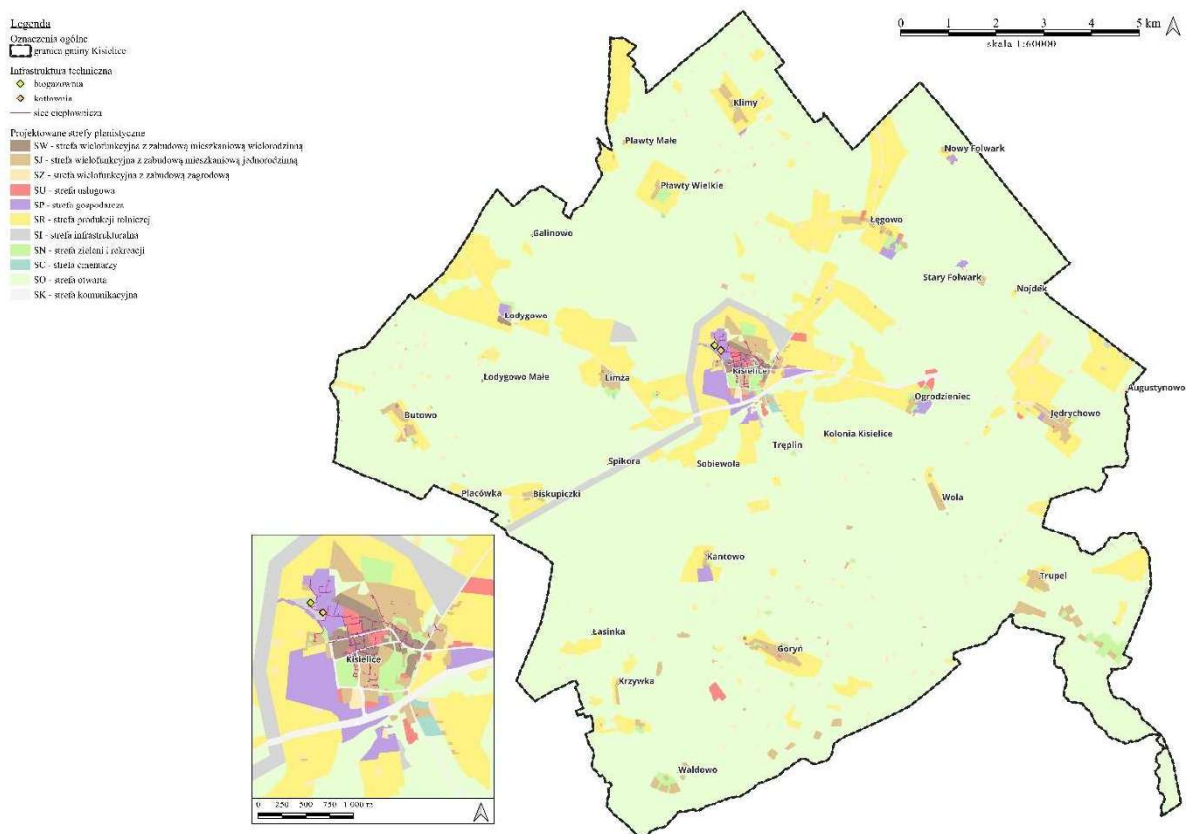 Legenda
Oznaczenia ogólne
granica gminy Kisielice
Infrastruktura techniczna
biogazownia
kotłownia
sieć ciepłownicza
Projektowane strefy planistyczne
SW - strefa wielofunkcyjna z zabudową mieszkaniową wielorodzinną
SJ - strefa wielofunkcyjna z zabudową mieszkaniową jednorodzinną
SZ - strefa wielofunkcyjna z zabudową zagrodową
SU - strefa usługowa
SP - strefa gospodarcza
SR - strefa produkcji rolniczej
SI - strefa infrastrukturalna
SN - strefa zieleni i rekreacji
SC - strefa cmentarzy
SO - strefa otwarta
SK - strefa komunikacyjna
0 1 2 3 4 5 km
skala 1:60000
Klimy
Pławty Małe
Nowy Folwark
Pławty Wielkie
Łęgowo
Galinowo
Stary Folwark
Nojdek
Łodygowo
Kisielice
Łodygowo Małe
Limża
Augustynowo
Ogrodzieniec
Butowo
Jędrychowo
Kolonia Kisielice
Tręplin
Spikora
Sobiewola
Placówka
Biskupiczki
Wola
Kantowo
Trupel
Łasinka
Goryń
Krzywka
Wałdowo
Kisielice
0 250 500 750 1 000 m